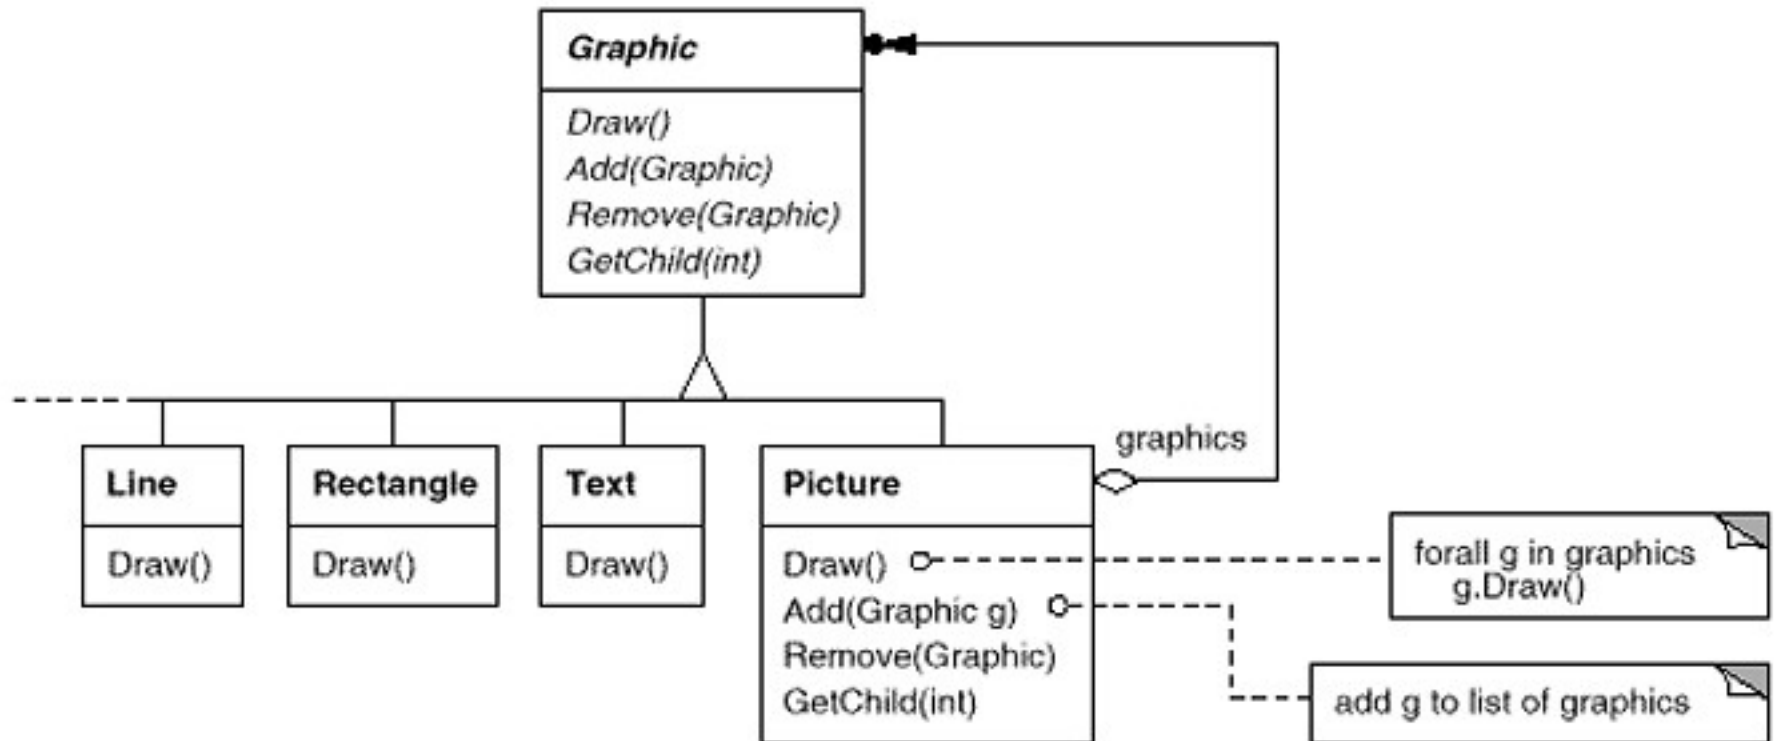 Graphic
Draw()
Add(Graphic)
Remove(Graphic)
GetChild(int)
graphics
Line
Draw()
Rectangle
Draw()
Text
Draw()
Picture
Draw()
Add(Graphic g)
Remove(Graphic)
GetChild(int)
forall g in graphics
g.Draw()
add g to list of graphics